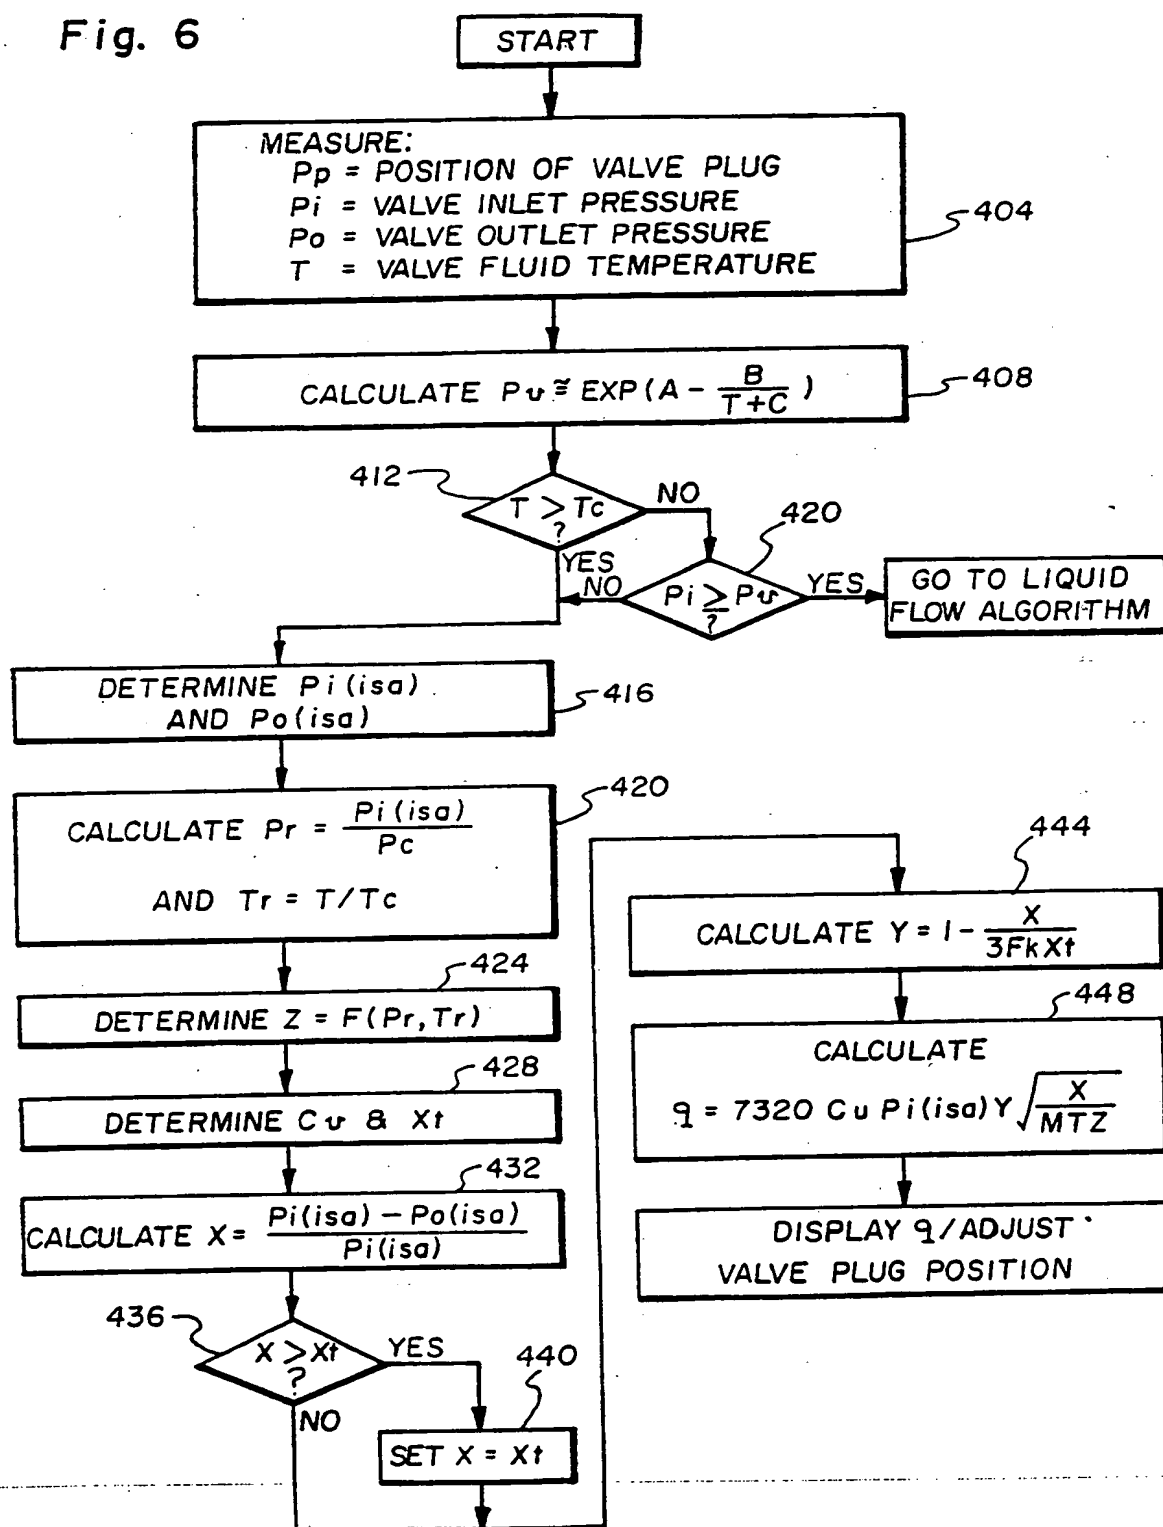 Fig. 6
START
MEASURE:
Pp = POSITION OF VALVE PLUG
Pi = VALVE INLET PRESSURE
Po = VALVE OUTLET PRESSURE
T = VALVE FLUID TEMPERATURE
404
CALCULATE Pv ≅ EXP(A - B/T+C)
408
412
T > Tc
?
NO
YES
420
Pi ≥ Pv
?
NO
YES
GO TO LIQUID
FLOW ALGORITHM
DETERMINE Pi(isa)
AND Po(isa)
416
CALCULATE Pr = Pi(isa)/Pc
AND Tr = T/Tc
420
DETERMINE Z = F(Pr,Tr)
424
DETERMINE Cv & Xt
428
CALCULATE X = Pi(isa) - Po(isa)/Pi(isa)
432
436
X > Xt
?
YES
NO
440
SET X = Xt
444
CALCULATE Y = 1 - X/3FkXt
448
CALCULATE
q = 7320 Cu Pi(isa) Y √X/MTZ
DISPLAY q/ADJUST
VALVE PLUG POSITION